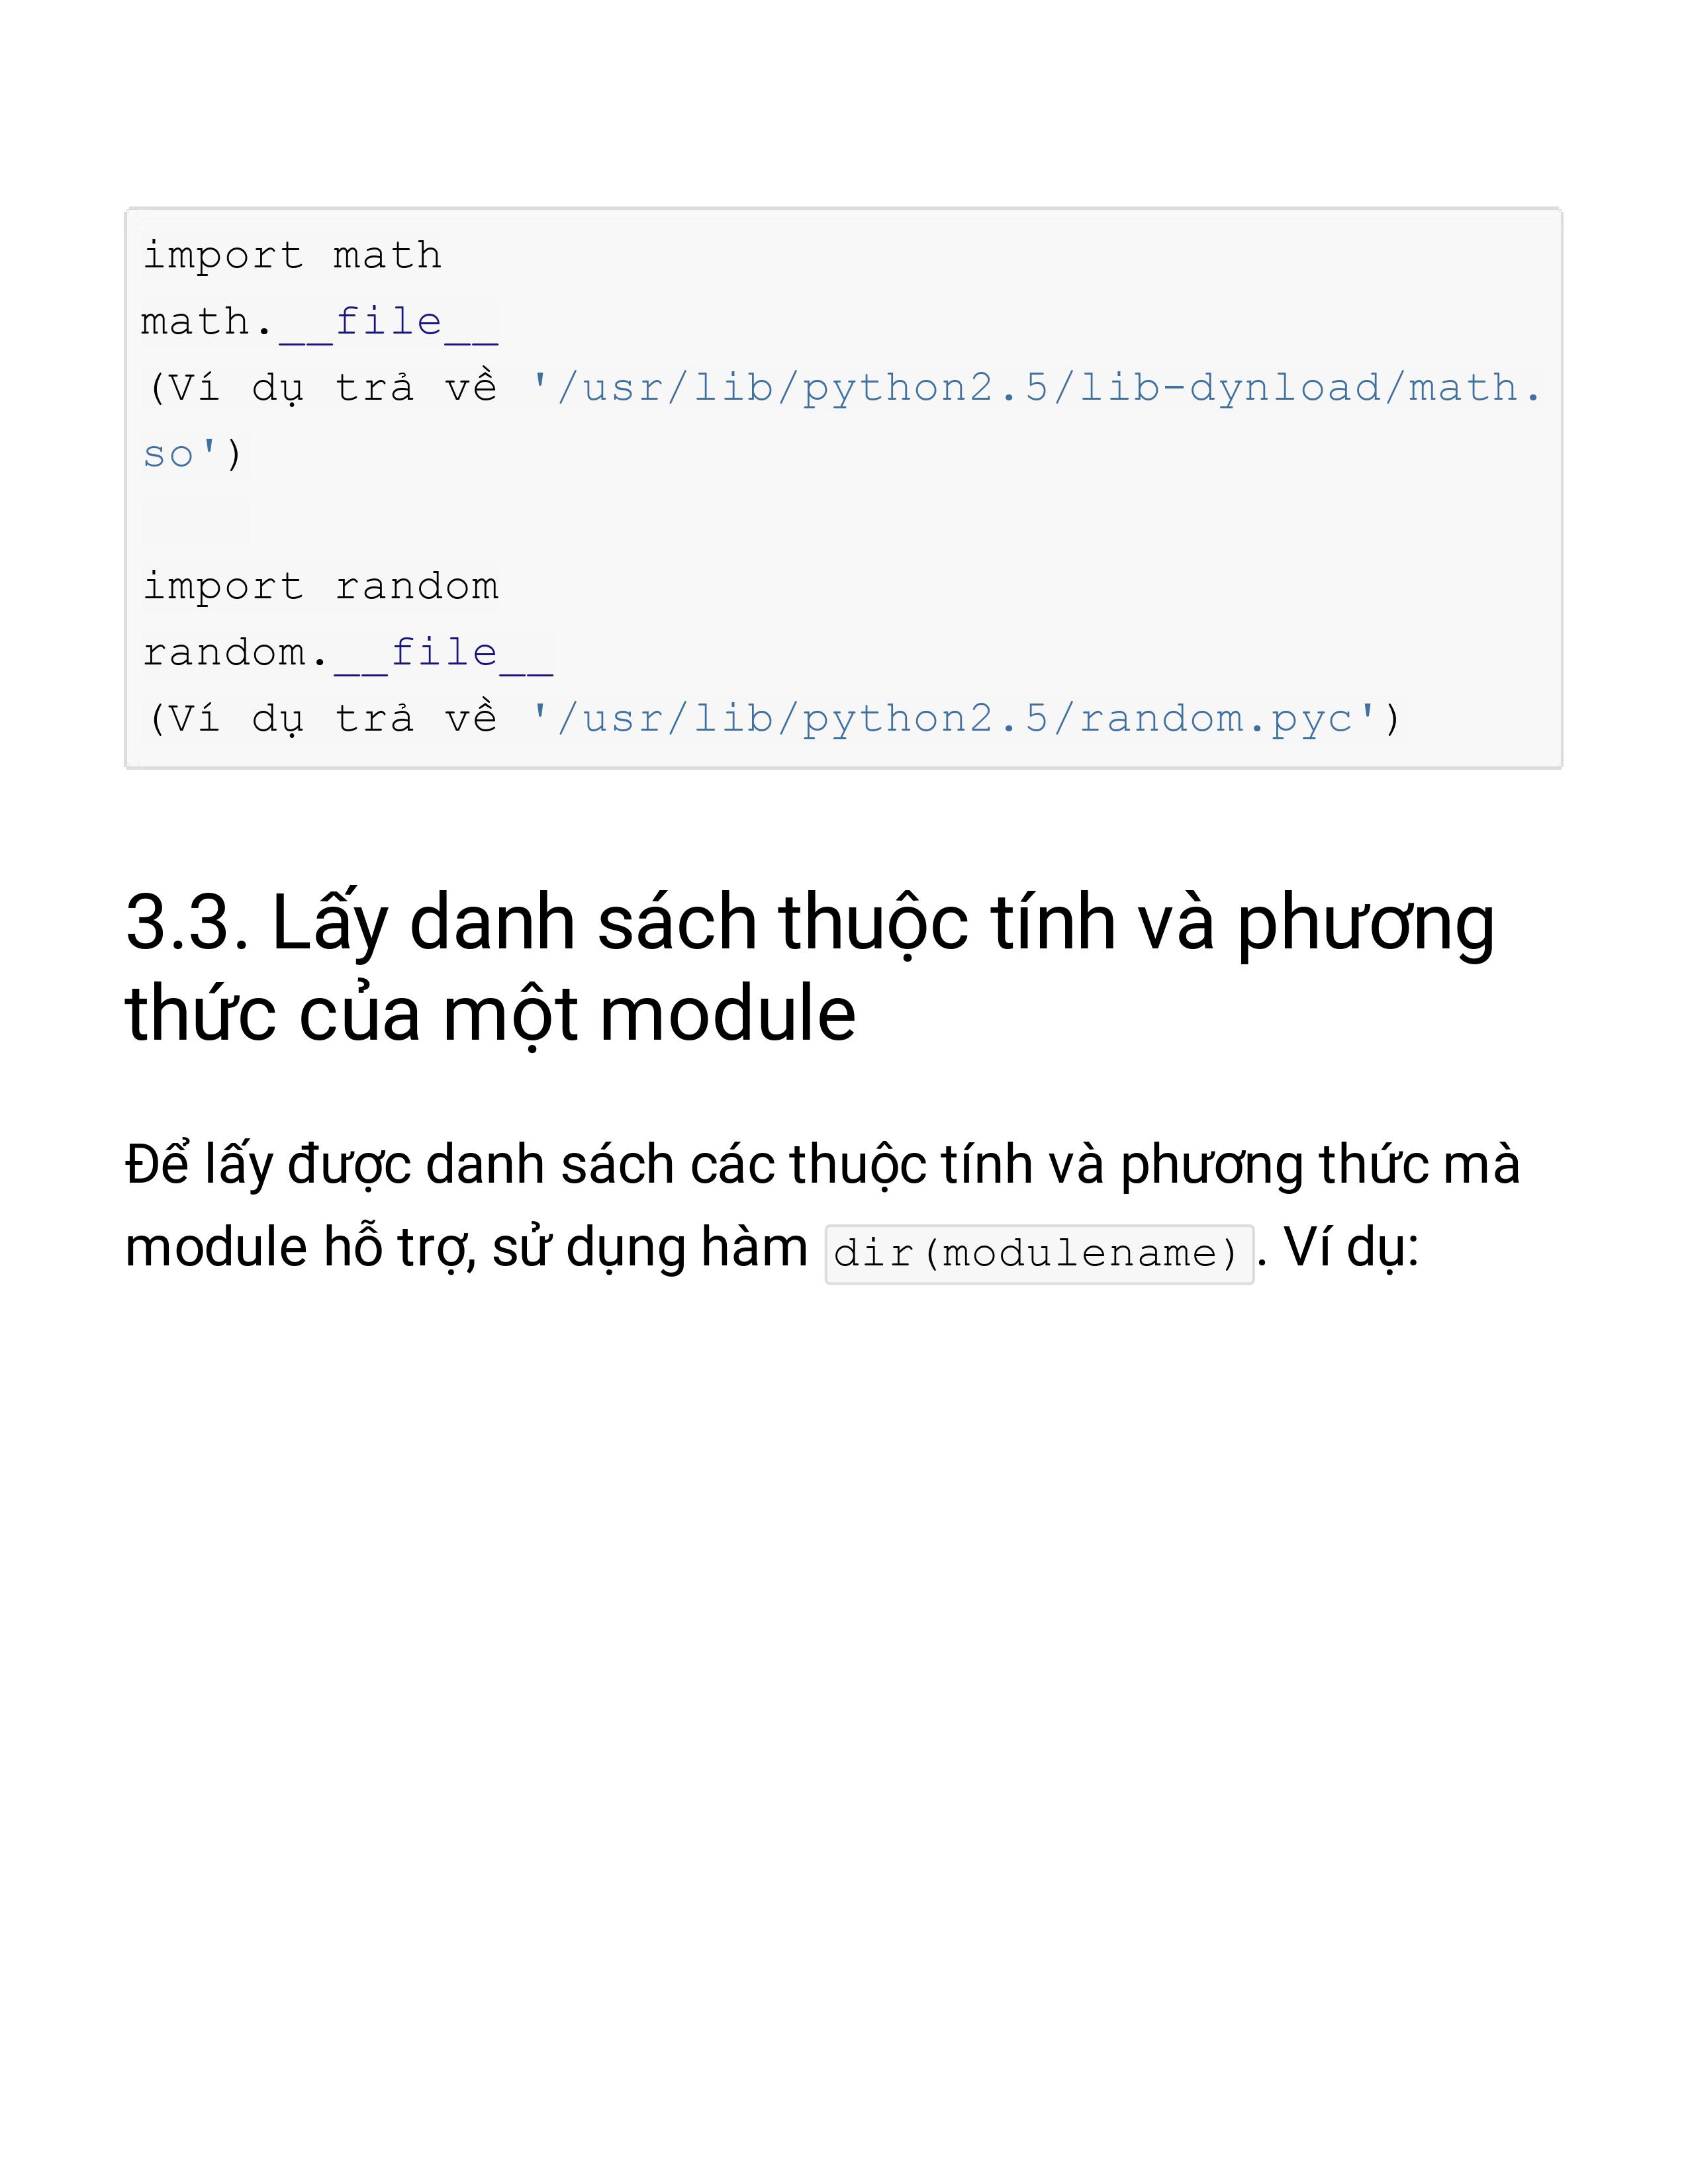 import math
math.__file__
(Ví dụ trả về '/usr/lib/python2.5/lib-dynload/math.
so')
import random
random.__file__
(Ví dụ trả về '/usr/lib/python2.5/random.pyc')
3.3. Lấy danh sách thuộc tính và phương
thức của một module
Để lấy được danh sách các thuộc tính và phương thức mà
module hỗ trợ, sử dụng hàm dir(modulename). Ví dụ: